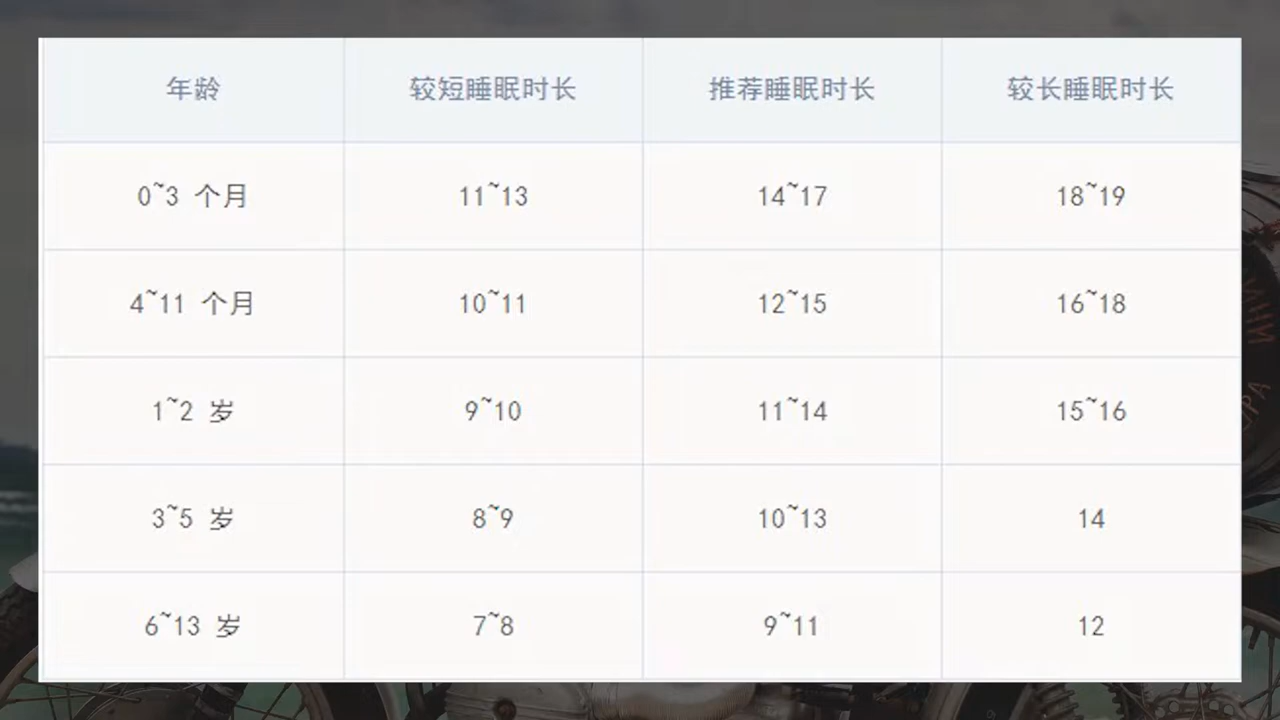 年龄 较短睡眠时长 推荐睡眠时长 较长睡眠时长
0~3 个月 11~13 14~17 18~19
4~11 个月 10~11 12~15 16~18
1~2 岁 9~10 11~14 15~16
3~5 岁 8~9 10~13 14
6~13 岁 7~8 9~11 12